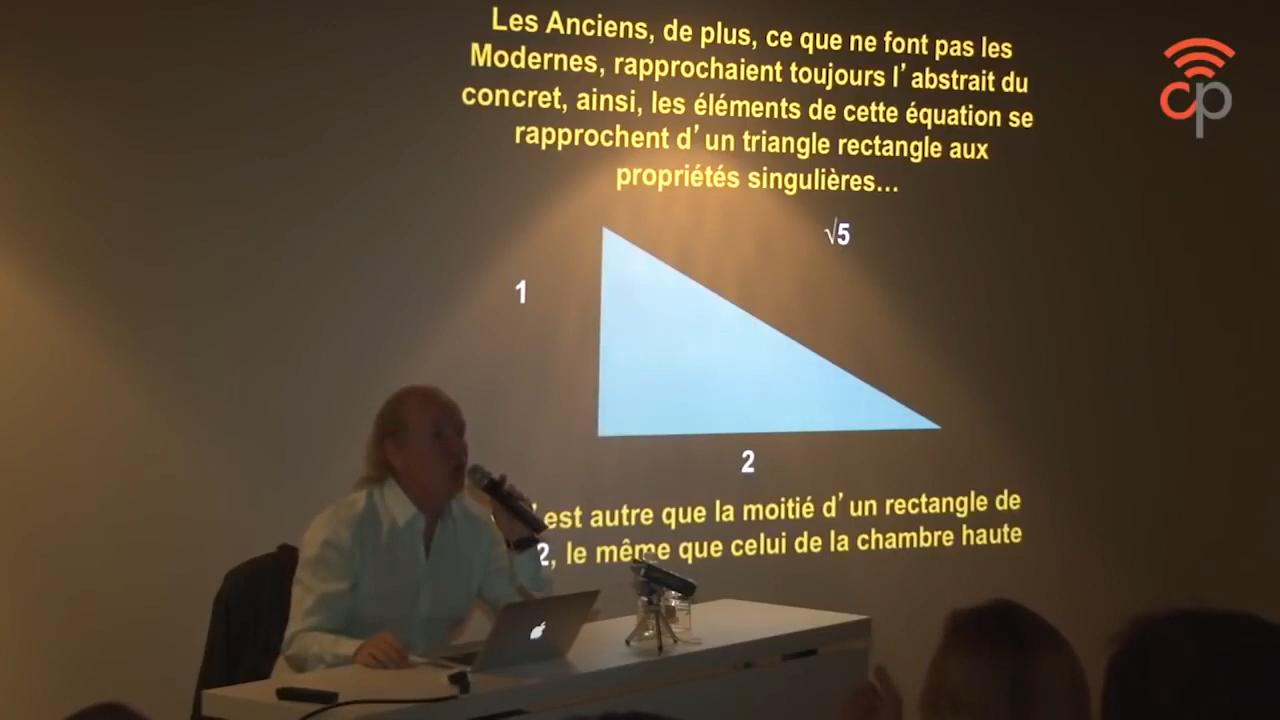 Les Anciens, de plus, ce que ne font pas les
Modernes, rapprochaient toujours l’abstrait du
concret, ainsi, les éléments de cette équation se
rapprochent d’un triangle rectangle aux
propriétés singulières...
√5
1
2
est autre que la moitié d’un rectangle de
2, le même que celui de la chambre haute
cp